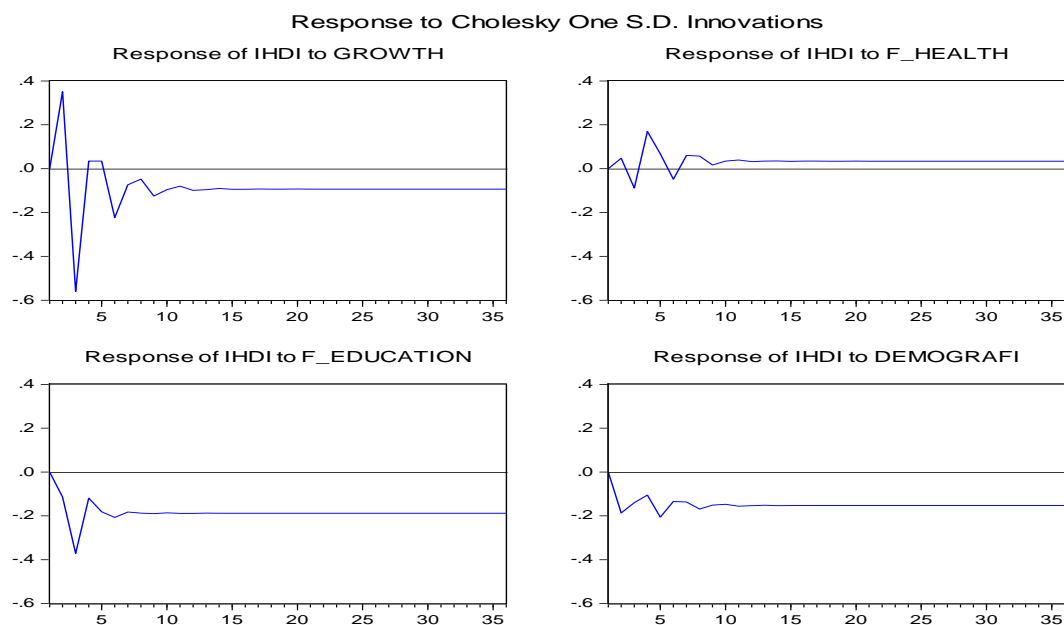 Response to Cholesky One S.D. Innovations
Response of IHDI to GROWTH
.4
.2
.0
-.2
-.4
-.6
5 10 15 20 25 30 35
Response of IHDI to F_HEALTH
.4
.2
.0
-.2
-.4
-.6
5 10 15 20 25 30 35
Response of IHDI to F_EDUCATION
.4
.2
.0
-.2
-.4
-.6
5 10 15 20 25 30 35
Response of IHDI to DEMOGRAFI
.4
.2
.0
-.2
-.4
-.6
5 10 15 20 25 30 35